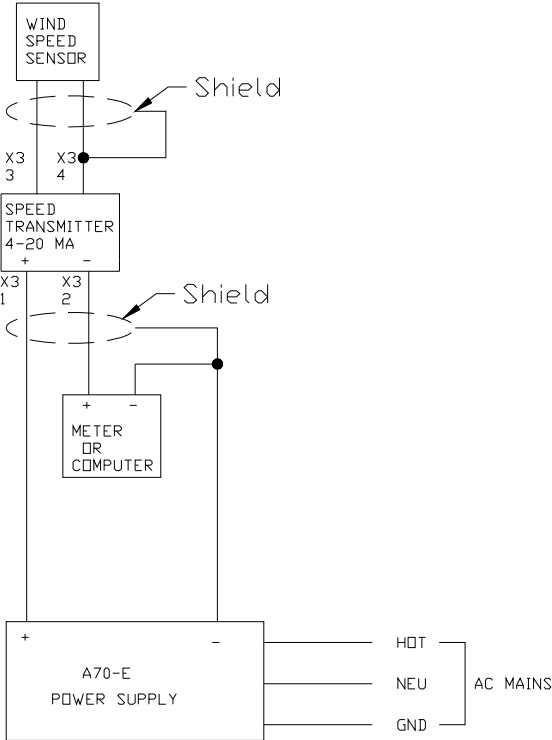 WIND
SPEED
SENSOR
Shield
X3 X3
3 4
SPEED
TRANSMITTER
4-20 MA
+ -
X3 X3
1 2
Shield
+ -
METER
OR
COMPUTER
+ -
A70-E
POWER SUPPLY
HOT
NEU AC MAINS
GND